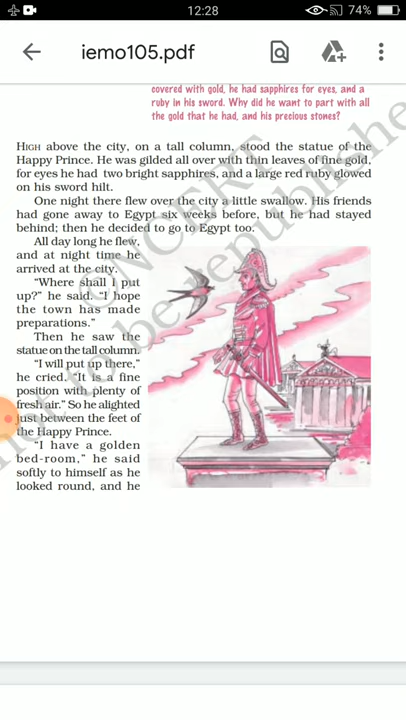 12:28
74%
iemo105.pdf
covered with gold, he had sapphires for eyes, and a
ruby in his sword. Why did he want to part with all
the gold that he had, and his precious stones?
HIGH above the city, on a tall column, stood the statue of the
Happy Prince. He was gilded all over with thin leaves of fine gold,
for eyes he had two bright sapphires, and a large red ruby glowed
on his sword hilt.
One night there flew over the city a little swallow. His friends
had gone away to Egypt six weeks before, but he had stayed
behind; then he decided to go to Egypt too.
All day long he flew,
and at night time he
arrived at the city.
“Where shall I put
up?” he said. “I hope
the town has made
preparations.”
Then he saw the
statue on the tall column.
“I will put up there,”
he cried. “It is a fine
position with plenty of
fresh air.” So he alighted
just between the feet of
the Happy Prince.
“I have a golden
bed-room,” he said
softly to himself as he
looked round, and he
© NCERT
not to be republished